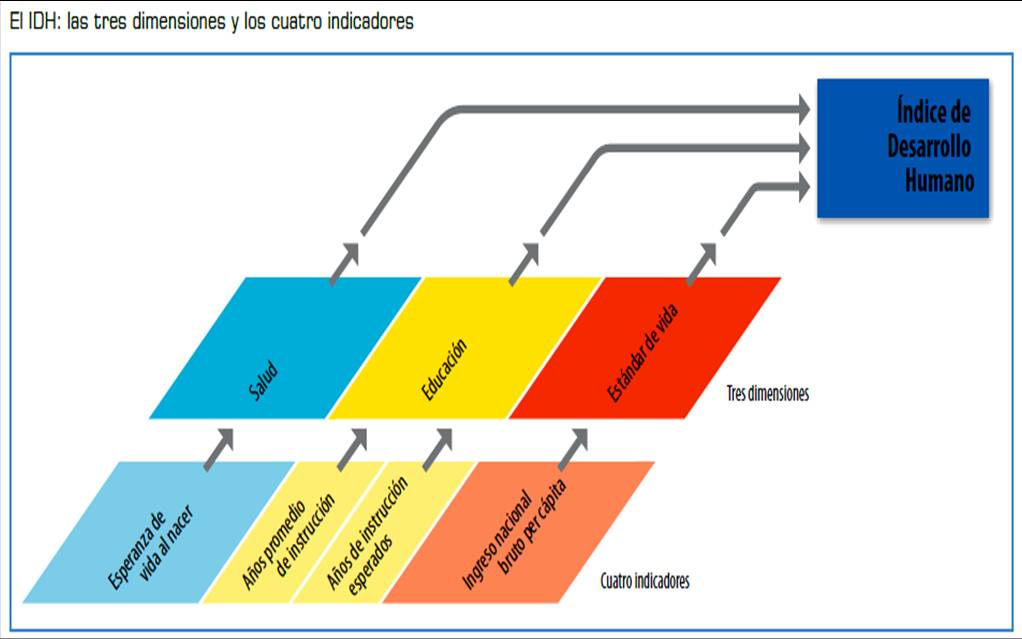 El IDH: las tres dimensiones y los cuatro indicadores
Índice de
Desarrollo
Humano
Salud
Educación
Estándar de vida
Tres dimensiones
Esperanza de
vida al nacer
Años promedio
de instrucción
Años de instrucción
esperados
Ingreso nacional
bruto per cápita
Cuatro indicadores